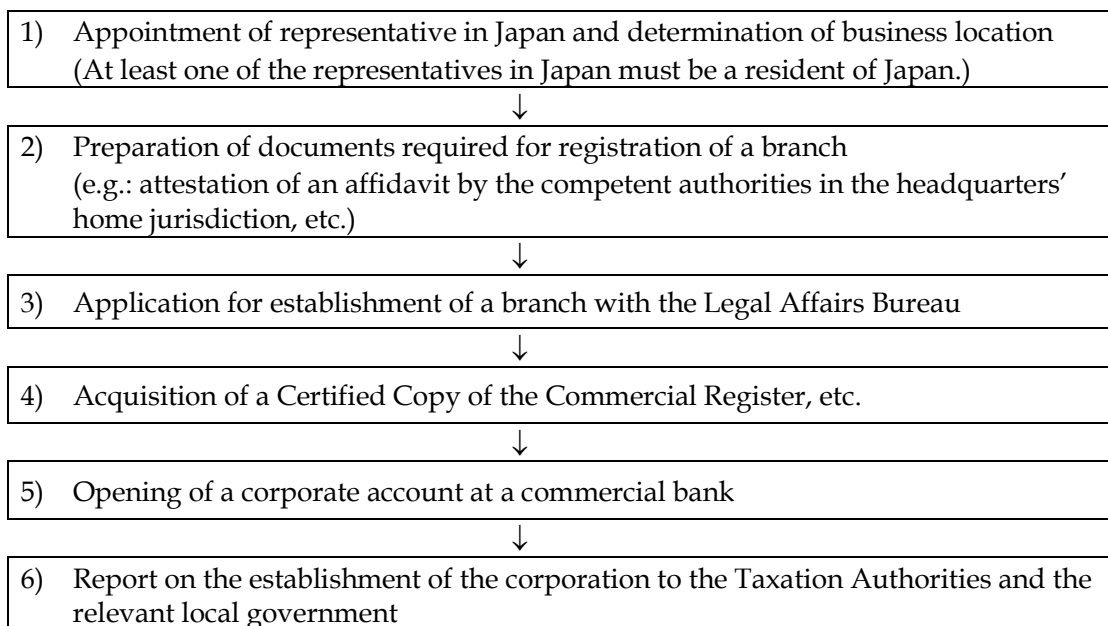 1) Appointment of representative in Japan and determination of business location
(At least one of the representatives in Japan must be a resident of Japan.)
↓
2) Preparation of documents required for registration of a branch
(e.g.: attestation of an affidavit by the competent authorities in the headquarters’
home jurisdiction, etc.)
↓
3) Application for establishment of a branch with the Legal Affairs Bureau
↓
4) Acquisition of a Certified Copy of the Commercial Register, etc.
↓
5) Opening of a corporate account at a commercial bank
↓
6) Report on the establishment of the corporation to the Taxation Authorities and the
relevant local government